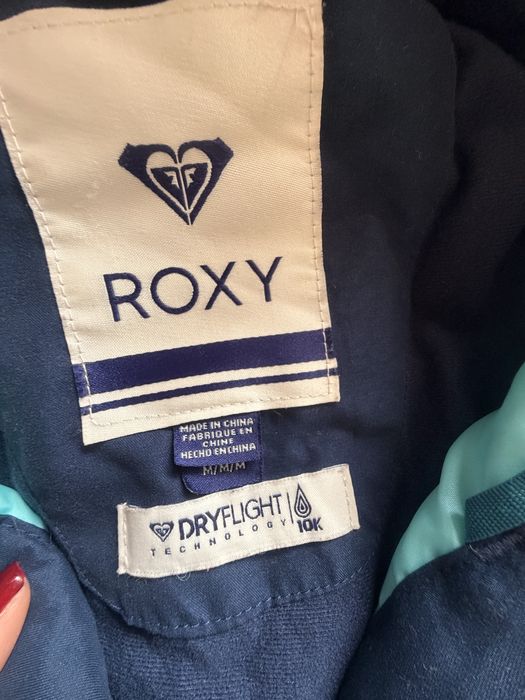 ROXY
MADE IN CHINA
FABRIQUE EN
CHINE
HECHO EN CHINA
M/M/M
DRYFLIGHT
TECHNOLOGY
10K